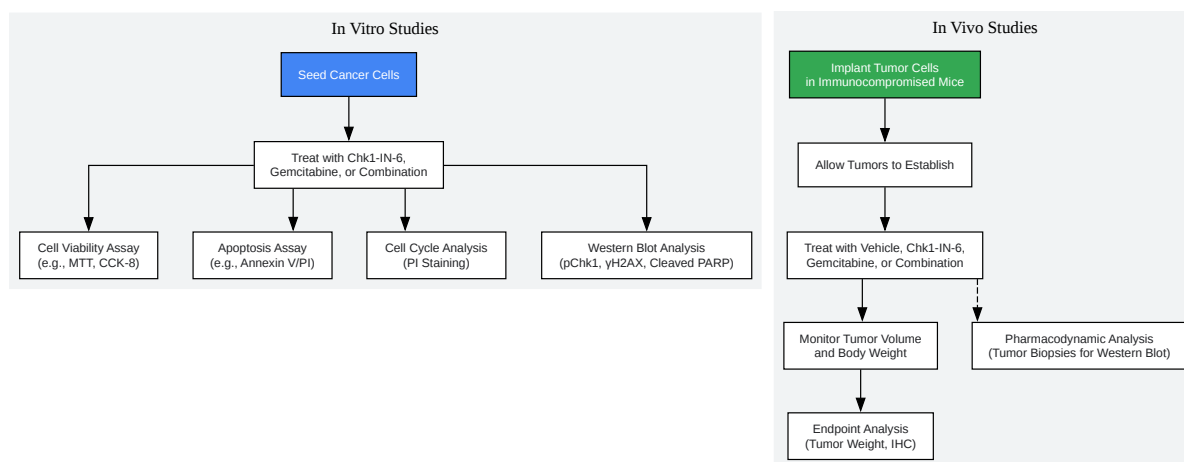 In Vitro Studies
Seed Cancer Cells
Treat with Chk1-IN-6,
Gemcitabine, or Combination
Cell Viability Assay
(e.g., MTT, CCK-8)
Apoptosis Assay
(e.g., Annexin V/PI)
Cell Cycle Analysis
(PI Staining)
Western Blot Analysis
(pChk1, γH2AX, Cleaved PARP)
In Vivo Studies
Implant Tumor Cells
in Immunocompromised Mice
Allow Tumors to Establish
Treat with Vehicle, Chk1-IN-6,
Gemcitabine, or Combination
Monitor Tumor Volume
and Body Weight
Pharmacodynamic Analysis
(Tumor Biopsies for Western Blot)
Endpoint Analysis
(Tumor Weight, IHC)